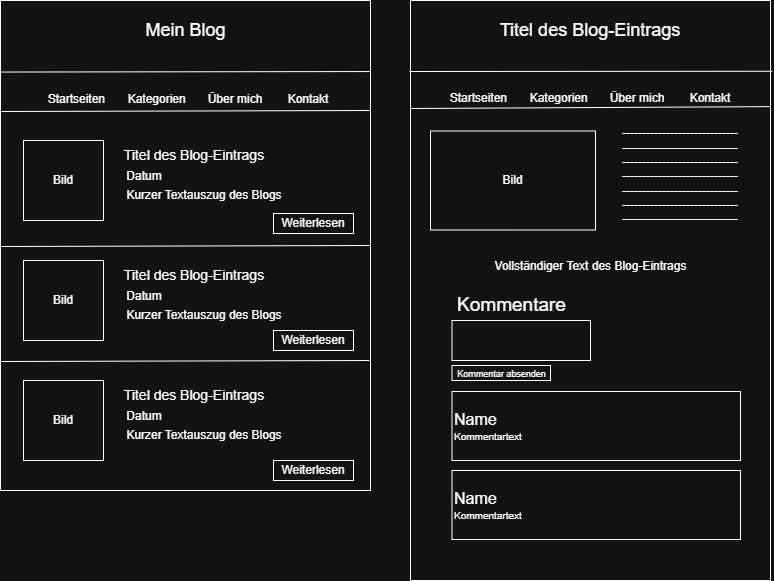 Mein Blog
Startseiten Kategorien Über mich Kontakt
Bild
Titel des Blog-Eintrags
Datum
Kurzer Textauszug des Blogs
Weiterlesen
Bild
Titel des Blog-Eintrags
Datum
Kurzer Textauszug des Blogs
Weiterlesen
Bild
Titel des Blog-Eintrags
Datum
Kurzer Textauszug des Blogs
Weiterlesen
Titel des Blog-Eintrags
Startseiten Kategorien Über mich Kontakt
Bild
Vollständiger Text des Blog-Eintrags
Kommentare
Kommentar absenden
Name
Kommentartext
Name
Kommentartext